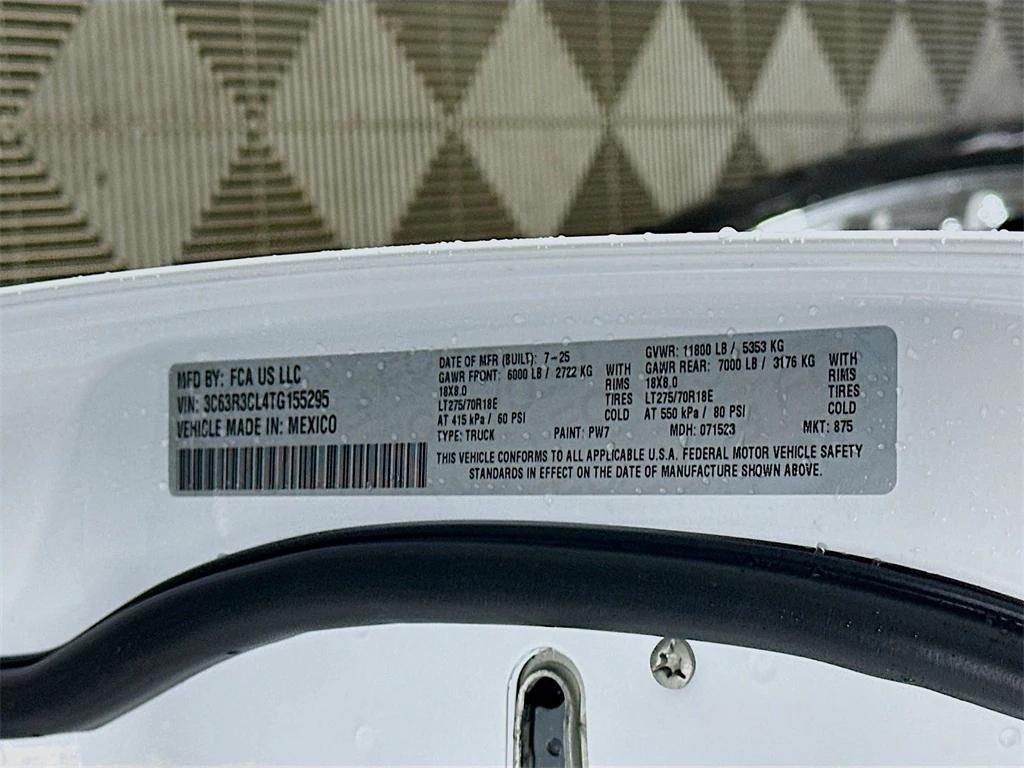 MFD BY: FCA US LLC
VIN: 3C63R3CL4TG155295
VEHICLE MADE IN: MEXICO
DATE OF MFR (BUILT): 7-25
GAWR FRONT: 6000 LB / 2722 KG WITH
18X8.0 RIMS
LT275/70R18E TIRES
AT 415 kPa / 60 PSI COLD
GVWR: 11800 LB / 5353 KG
GAWR REAR: 7000 LB / 3176 KG WITH
18X8.0 RIMS
LT275/70R18E TIRES
AT 550 kPa / 80 PSI COLD
TYPE: TRUCK PAINT: PW7 MDH: 071523 MKT: 875
THIS VEHICLE CONFORMS TO ALL APPLICABLE U.S.A. FEDERAL MOTOR VEHICLE SAFETY
STANDARDS IN EFFECT ON THE DATE OF MANUFACTURE SHOWN ABOVE.